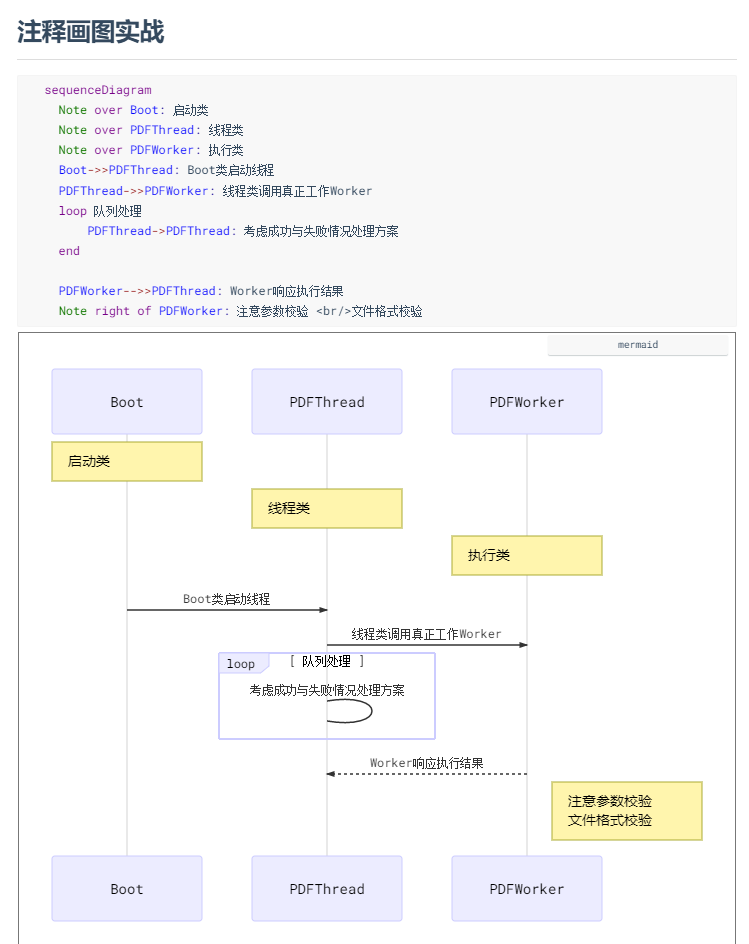 注释画图实战
sequenceDiagram
Note over Boot: 启动类
Note over PDFThread: 线程类
Note over PDFWorker: 执行类
Boot->>PDFThread: Boot类启动线程
PDFThread->>PDFWorker: 线程类调用真正工作Worker
loop 队列处理
PDFThread->PDFThread: 考虑成功与失败情况处理方案
end
PDFWorker-->>PDFThread: Worker响应执行结果
Note right of PDFWorker: 注意参数校验 <br/>文件格式校验
mermaid
Boot PDFThread PDFWorker
启动类
线程类
执行类
Boot类启动线程
线程类调用真正工作Worker
loop [ 队列处理 ]
考虑成功与失败情况处理方案
Worker响应执行结果
注意参数校验
文件格式校验
Boot PDFThread PDFWorker